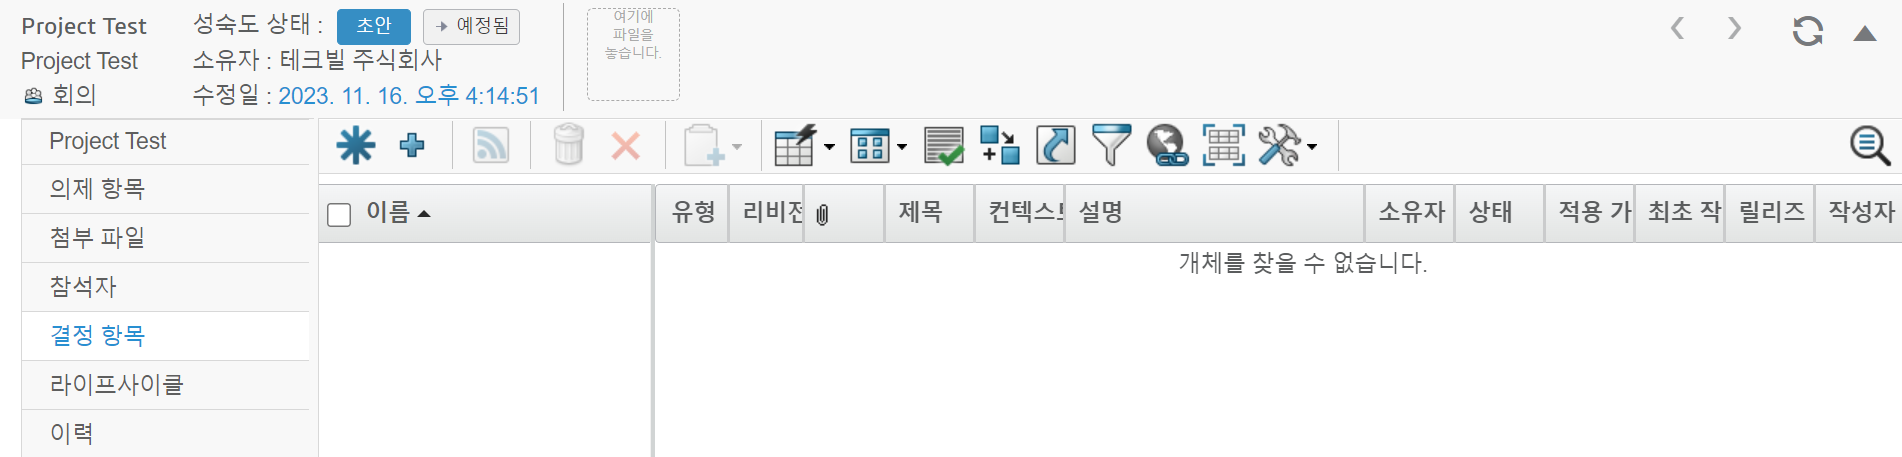 Project Test
Project Test
회의
성숙도 상태 : 초안 예정됨
소유자 : 테크빌 주식회사
수정일 : 2023. 11. 16. 오후 4:14:51
여기에
파일을
놓습니다.
Project Test
의제 항목
첨부 파일
참석자
결정 항목
라이프사이클
이력
이름 유형 리비전 제목 컨텍스트 설명 소유자 상태 적용 가 최초 작 릴리즈 작성자
개체를 찾을 수 없습니다.